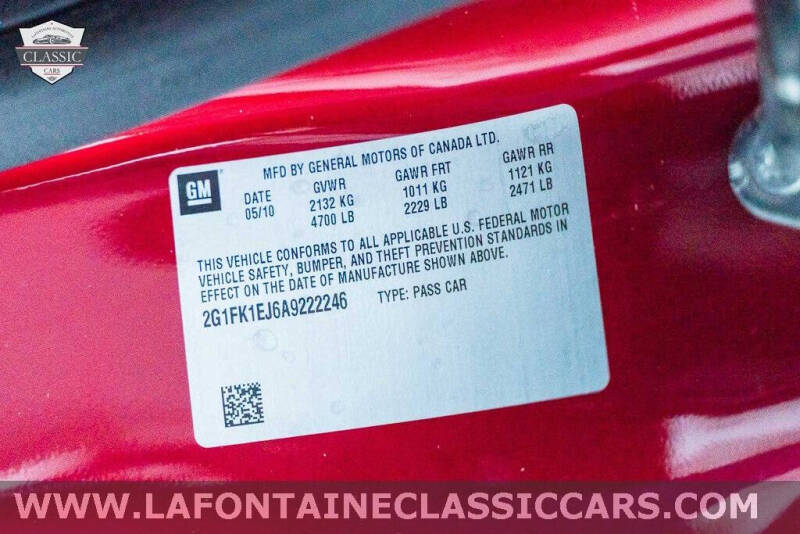 LAFONTAINE AUTOMOTIVE
CLASSIC
CARS
GM
MFD BY GENERAL MOTORS OF CANADA LTD.
DATE GVWR GAWR FRT GAWR RR
05/10 2132 KG 1011 KG 1121 KG
4700 LB 2229 LB 2471 LB
THIS VEHICLE CONFORMS TO ALL APPLICABLE U.S. FEDERAL MOTOR
VEHICLE SAFETY, BUMPER, AND THEFT PREVENTION STANDARDS IN
EFFECT ON THE DATE OF MANUFACTURE SHOWN ABOVE.
2G1FK1EJ6A9222246 TYPE: PASS CAR
WWW.LAFONTAINECLASSICCARS.COM